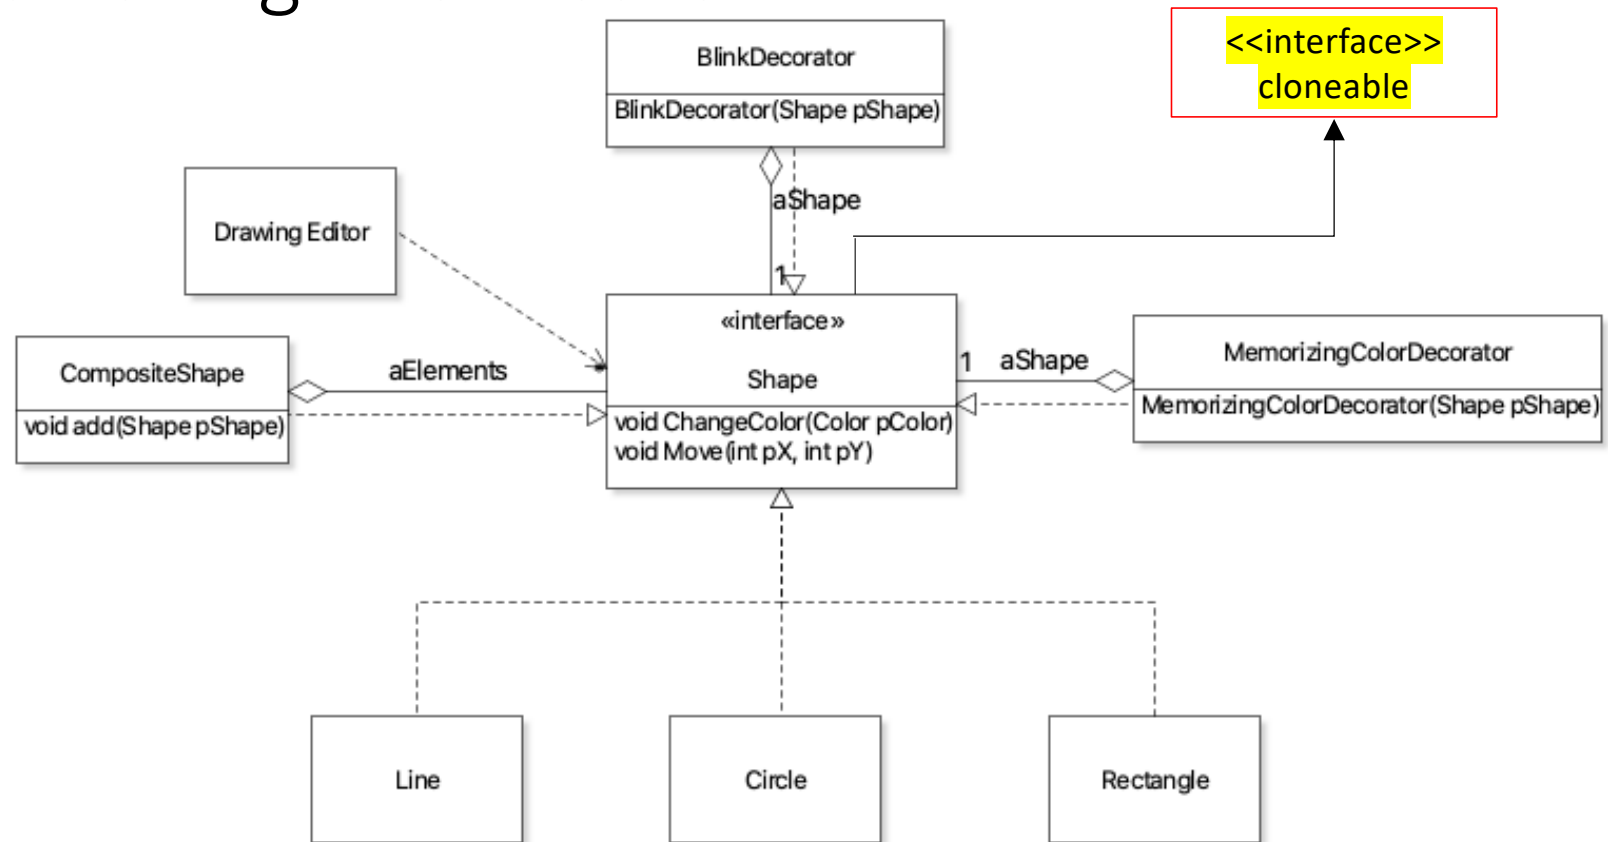 g
BlinkDecorator
BlinkDecorator(Shape pShape)
<<interface>>
cloneable
aShape
1
Drawing Editor
«interface»
Shape
void ChangeColor(Color pColor)
void Move(int pX, int pY)
CompositeShape
void add(Shape pShape)
aElements
1 aShape
MemorizingColorDecorator
MemorizingColorDecorator(Shape pShape)
Line
Circle
Rectangle